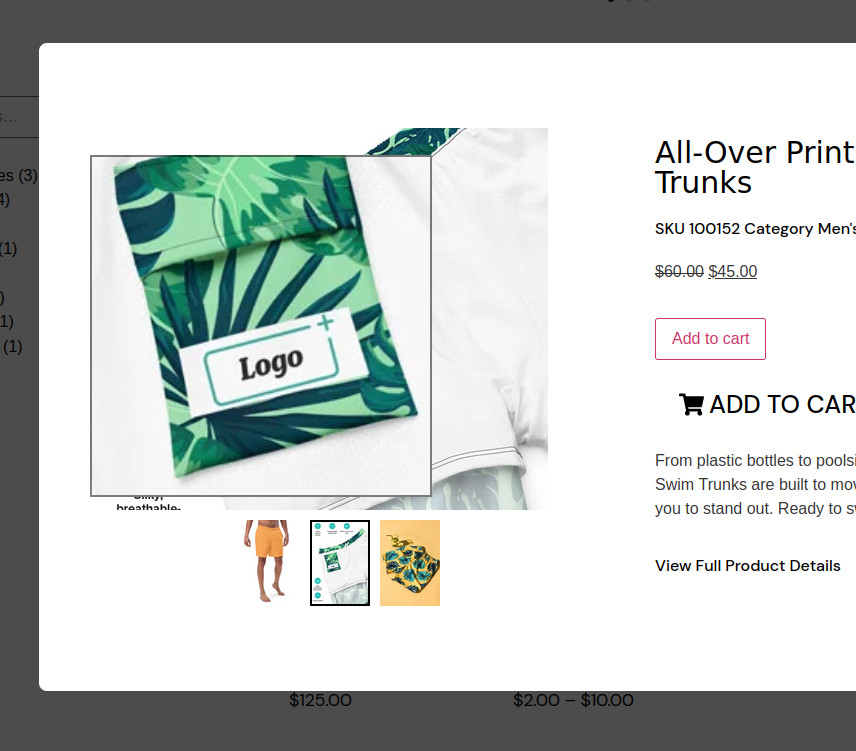 s...
es (3)
4)
(1)
)
1)
(1)
Logo
Silky,
breathable-
All-Over Print
Trunks
SKU 100152 Category Men's
$60.00 $45.00
Add to cart
ADD TO CAR
From plastic bottles to poolsi
Swim Trunks are built to mov
you to stand out. Ready to sw
View Full Product Details
$125.00
$2.00 – $10.00